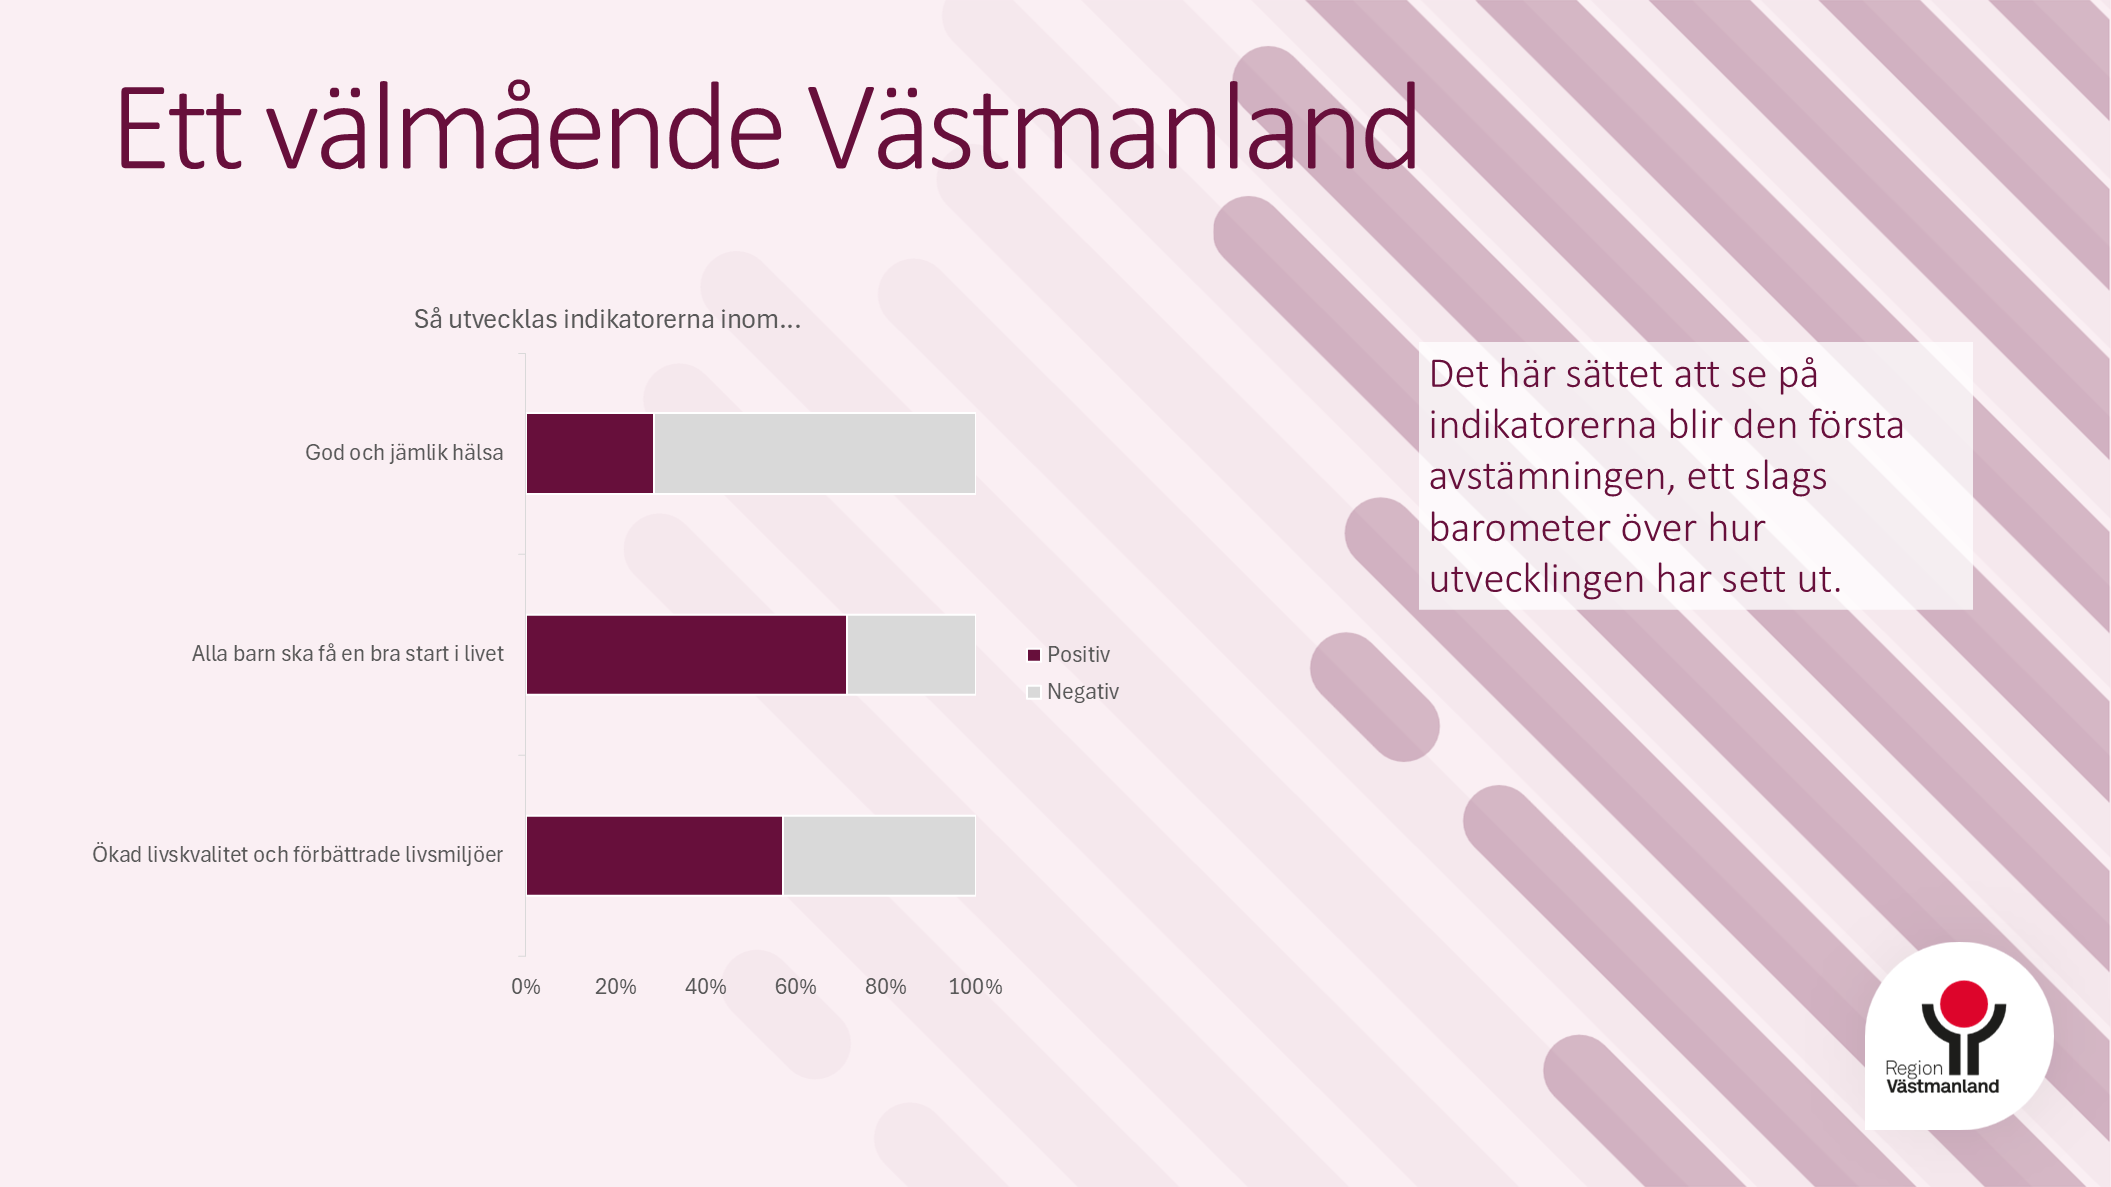 Ett välmående Västmanland
Så utvecklas indikatorerna inom...
God och jämlik hälsa
Alla barn ska få en bra start i livet
Ökad livskvalitet och förbättrade livsmiljöer
0% 20% 40% 60% 80% 100%
Positiv
Negativ
Det här sättet att se på
indikatorerna blir den första
avstämningen, ett slags
barometer över hur
utvecklingen har sett ut.
Region
Västmanland